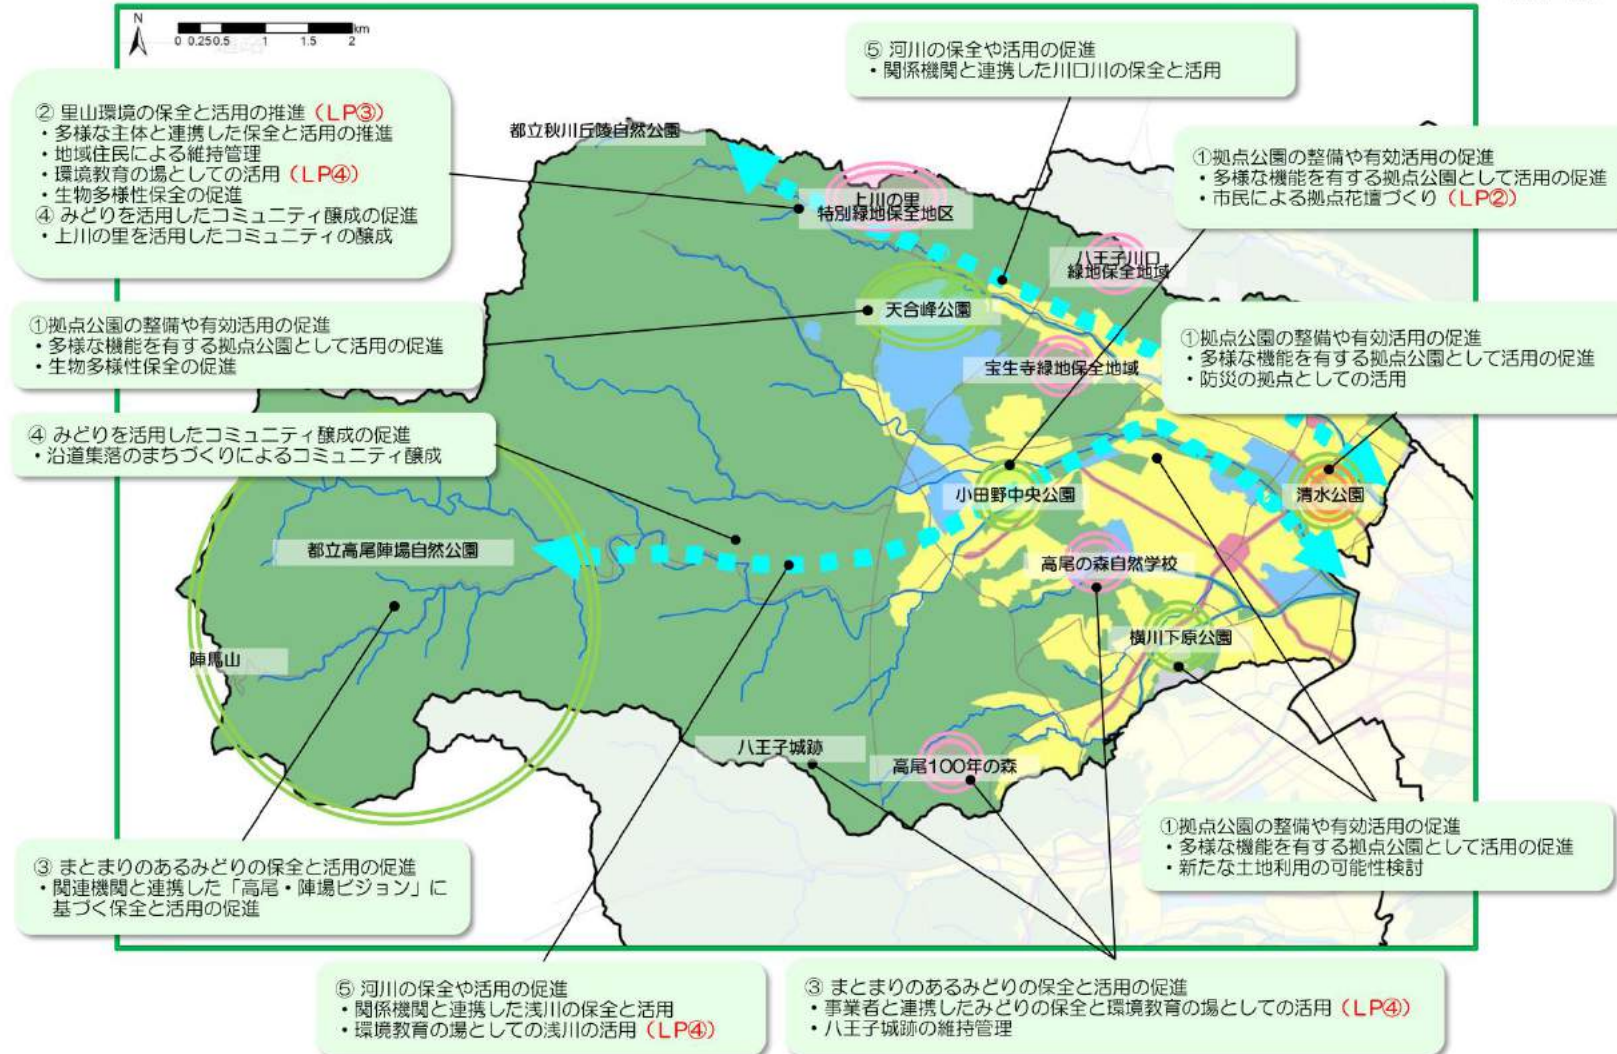 N
0 0.250.5 1 1.5 2 km
⑤ 河川の保全や活用の促進
・関係機関と連携した川口川の保全と活用
② 里山環境の保全と活用の推進（LP③）
・多様な主体と連携した保全と活用の推進
・地域住民による維持管理
・環境教育の場としての活用（LP④）
・生物多様性保全の促進
④ みどりを活用したコミュニティ醸成の促進
・上川の里を活用したコミュニティの醸成
①拠点公園の整備や有効活用の促進
・多様な機能を有する拠点公園として活用の促進
・市民による拠点花壇づくり（LP②）
都立秋川丘陵自然公園
上川の里
特別緑地保全地区
八王子川口
緑地保全地域
天合峰公園
宝生寺緑地保全地域
①拠点公園の整備や有効活用の促進
・多様な機能を有する拠点公園として活用の促進
・生物多様性保全の促進
①拠点公園の整備や有効活用の促進
・多様な機能を有する拠点公園として活用の促進
・防災の拠点としての活用
④ みどりを活用したコミュニティ醸成の促進
・沿道集落のまちづくりによるコミュニティ醸成
小田野中央公園
清水公園
都立高尾陣場自然公園
高尾の森自然学校
横川下原公園
陣馬山
八王子城跡
高尾100年の森
①拠点公園の整備や有効活用の促進
・多様な機能を有する拠点公園として活用の促進
・新たな土地利用の可能性検討
③ まとまりのあるみどりの保全と活用の促進
・関連機関と連携した「高尾・陣場ビジョン」に
基づく保全と活用の促進
⑤ 河川の保全や活用の促進
・関係機関と連携した浅川の保全と活用
・環境教育の場としての浅川の活用（LP④）
③ まとまりのあるみどりの保全と活用の促進
・事業者と連携したみどりの保全と環境教育の場としての活用（LP④）
・八王子城跡の維持管理